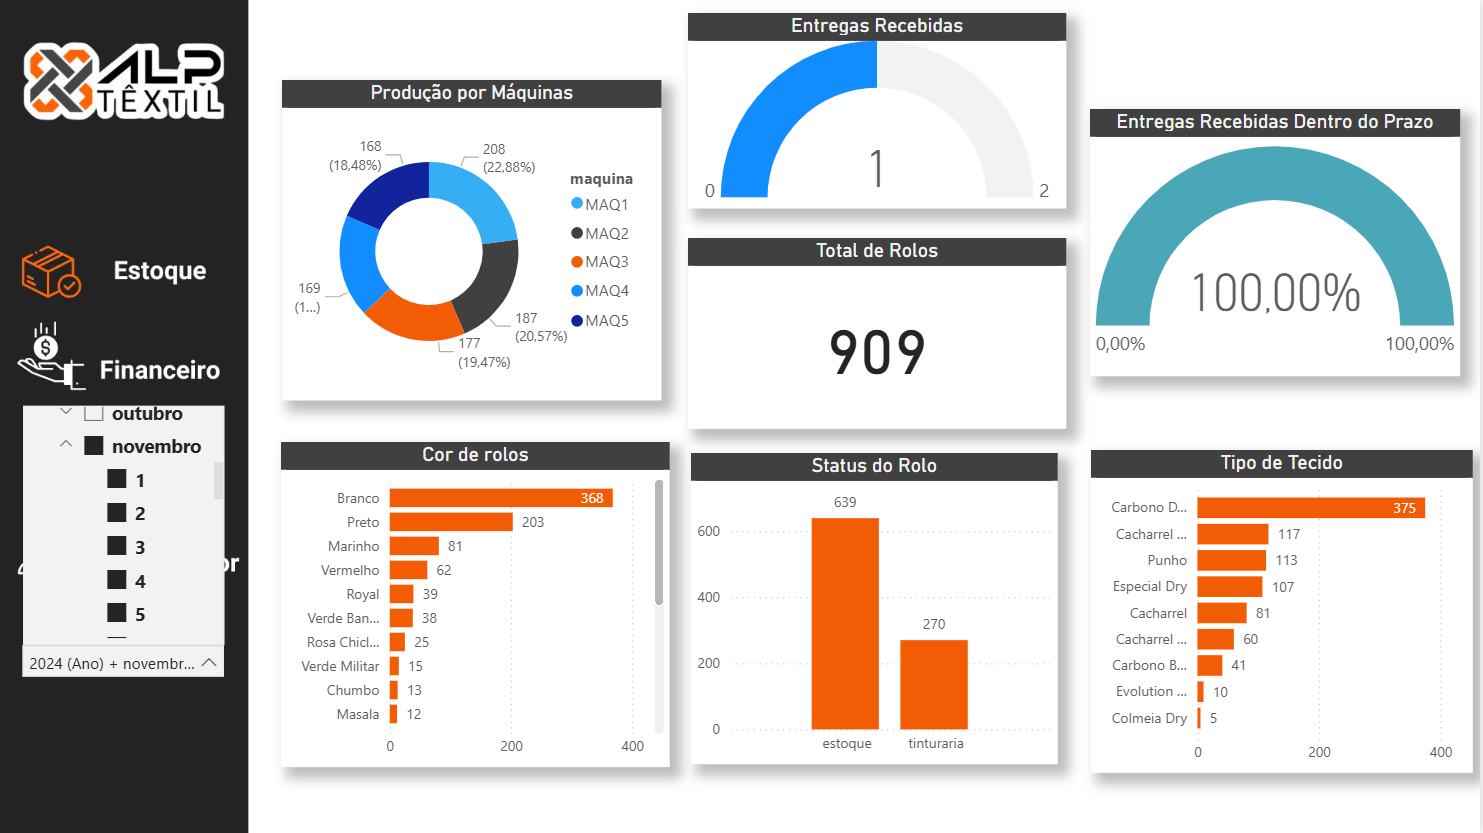 ALP
TÊXTIL
Estoque
Financeiro
outubro
novembro
1
2
3
4
5
or
2024 (Ano) + novembr...
Produção por Máquinas
168
(18,48%)
208
(22,88%)
169
(1...)
187
(20,57%)
177
(19,47%)
maquina
MAQ1
MAQ2
MAQ3
MAQ4
MAQ5
Entregas Recebidas
1
0
2
Total de Rolos
909
Entregas Recebidas Dentro do Prazo
100,00%
0,00%
100,00%
Cor de rolos
Branco 368
Preto 203
Marinho 81
Vermelho 62
Royal 39
Verde Ban... 38
Rosa Chicl... 25
Verde Militar 15
Chumbo 13
Masala 12
0 200 400
Status do Rolo
639
600
400
270
200
0
estoque tinturaria
Tipo de Tecido
Carbono D... 375
Cacharrel ... 117
Punho 113
Especial Dry 107
Cacharrel 81
Cacharrel ... 60
Carbono B... 41
Evolution ... 10
Colmeia Dry 5
0 200 400